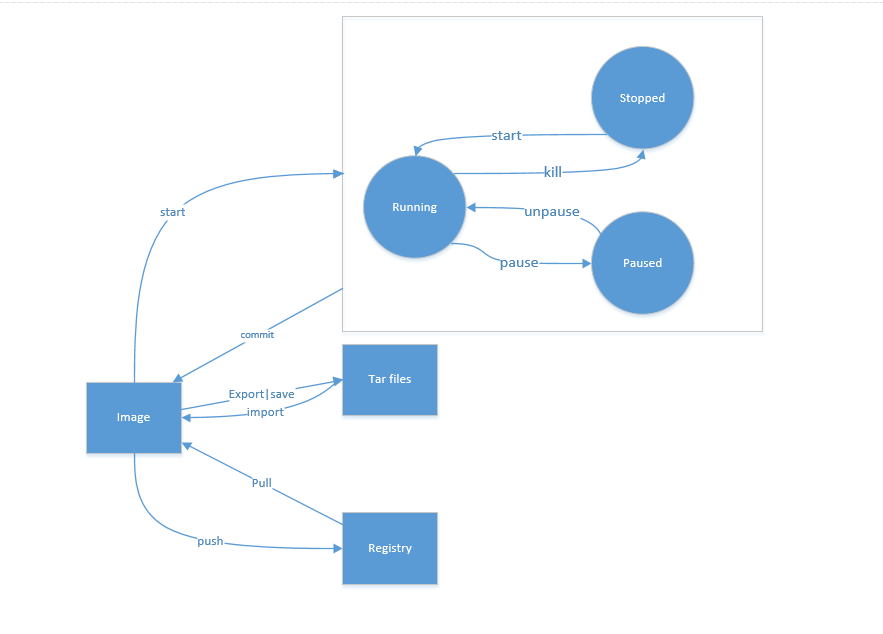 Stopped
start
kill
Running
unpause
start
pause
Paused
commit
Tar files
Export|save
import
Image
Pull
push
Registry